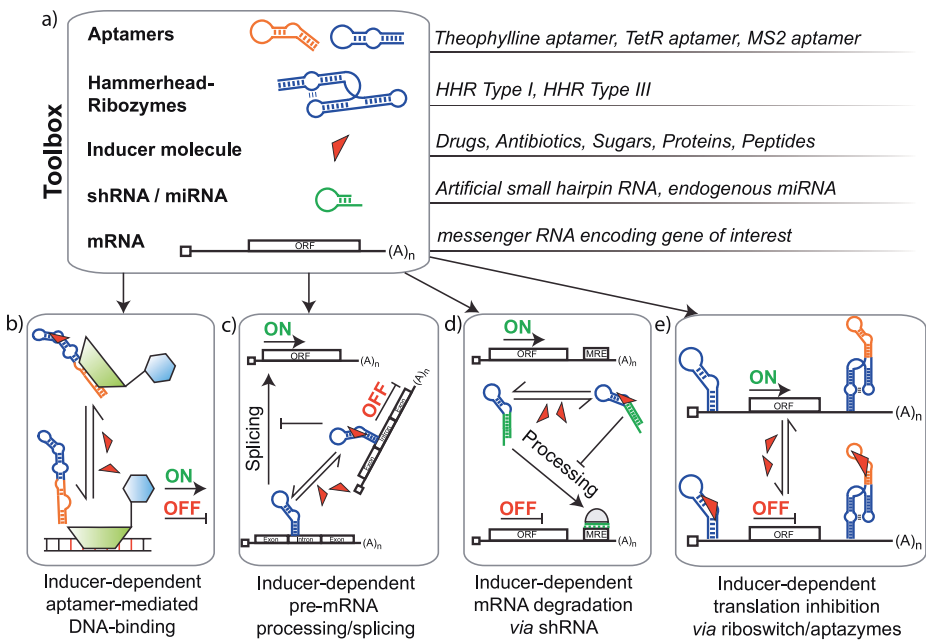 a)
Toolbox
Aptamers
Theophylline aptamer, TetR aptamer, MS2 aptamer
Hammerhead-
Ribozymes
HHR Type I, HHR Type III
Inducer molecule
Drugs, Antibiotics, Sugars, Proteins, Peptides
shRNA / miRNA
Artificial small hairpin RNA, endogenous miRNA
mRNA
ORF
(A)n
messenger RNA encoding gene of interest
b)
ON
OFF
Inducer-dependent
aptamer-mediated
DNA-binding
c)
ON
ORF
(A)n
Splicing
OFF
Exon
Intron
Exon
(A)n
Exon
Intron
Exon
(A)n
Inducer-dependent
pre-mRNA
processing/splicing
d)
ON
ORF
MRE
(A)n
Processing
OFF
ORF
MRE
(A)n
Inducer-dependent
mRNA degradation
via shRNA
e)
ON
ORF
(A)n
OFF
ORF
(A)n
Inducer-dependent
translation inhibition
via riboswitch/aptazymes